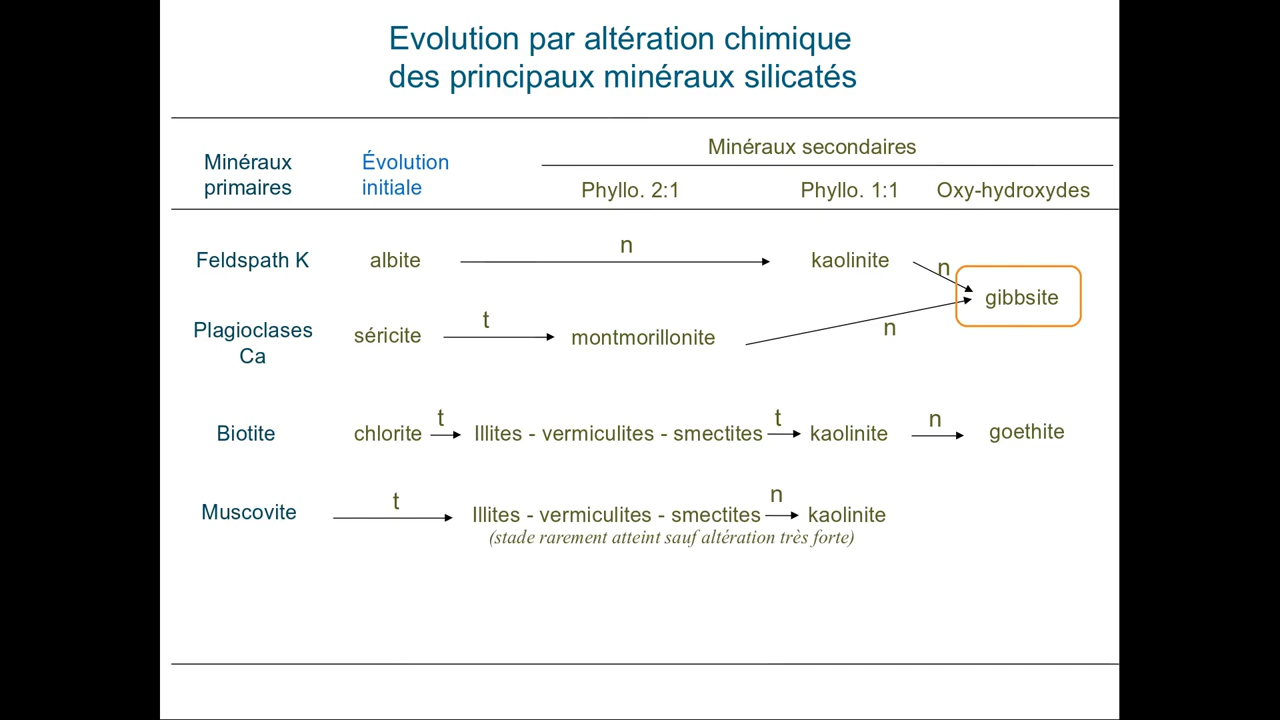 Evolution par altération chimique
des principaux minéraux silicatés
Minéraux secondaires
Minéraux
primaires
Évolution
initiale
Phyllo. 2:1
Phyllo. 1:1
Oxy-hydroxydes
n
Feldspath K
albite
kaolinite
n
gibbsite
Plagioclases
Ca
séricite
t
montmorillonite
n
Biotite
chlorite
t
Illites - vermiculites - smectites
t
kaolinite
n
goethite
Muscovite
t
Illites - vermiculites - smectites
n
kaolinite
(stade rarement atteint sauf altération très forte)